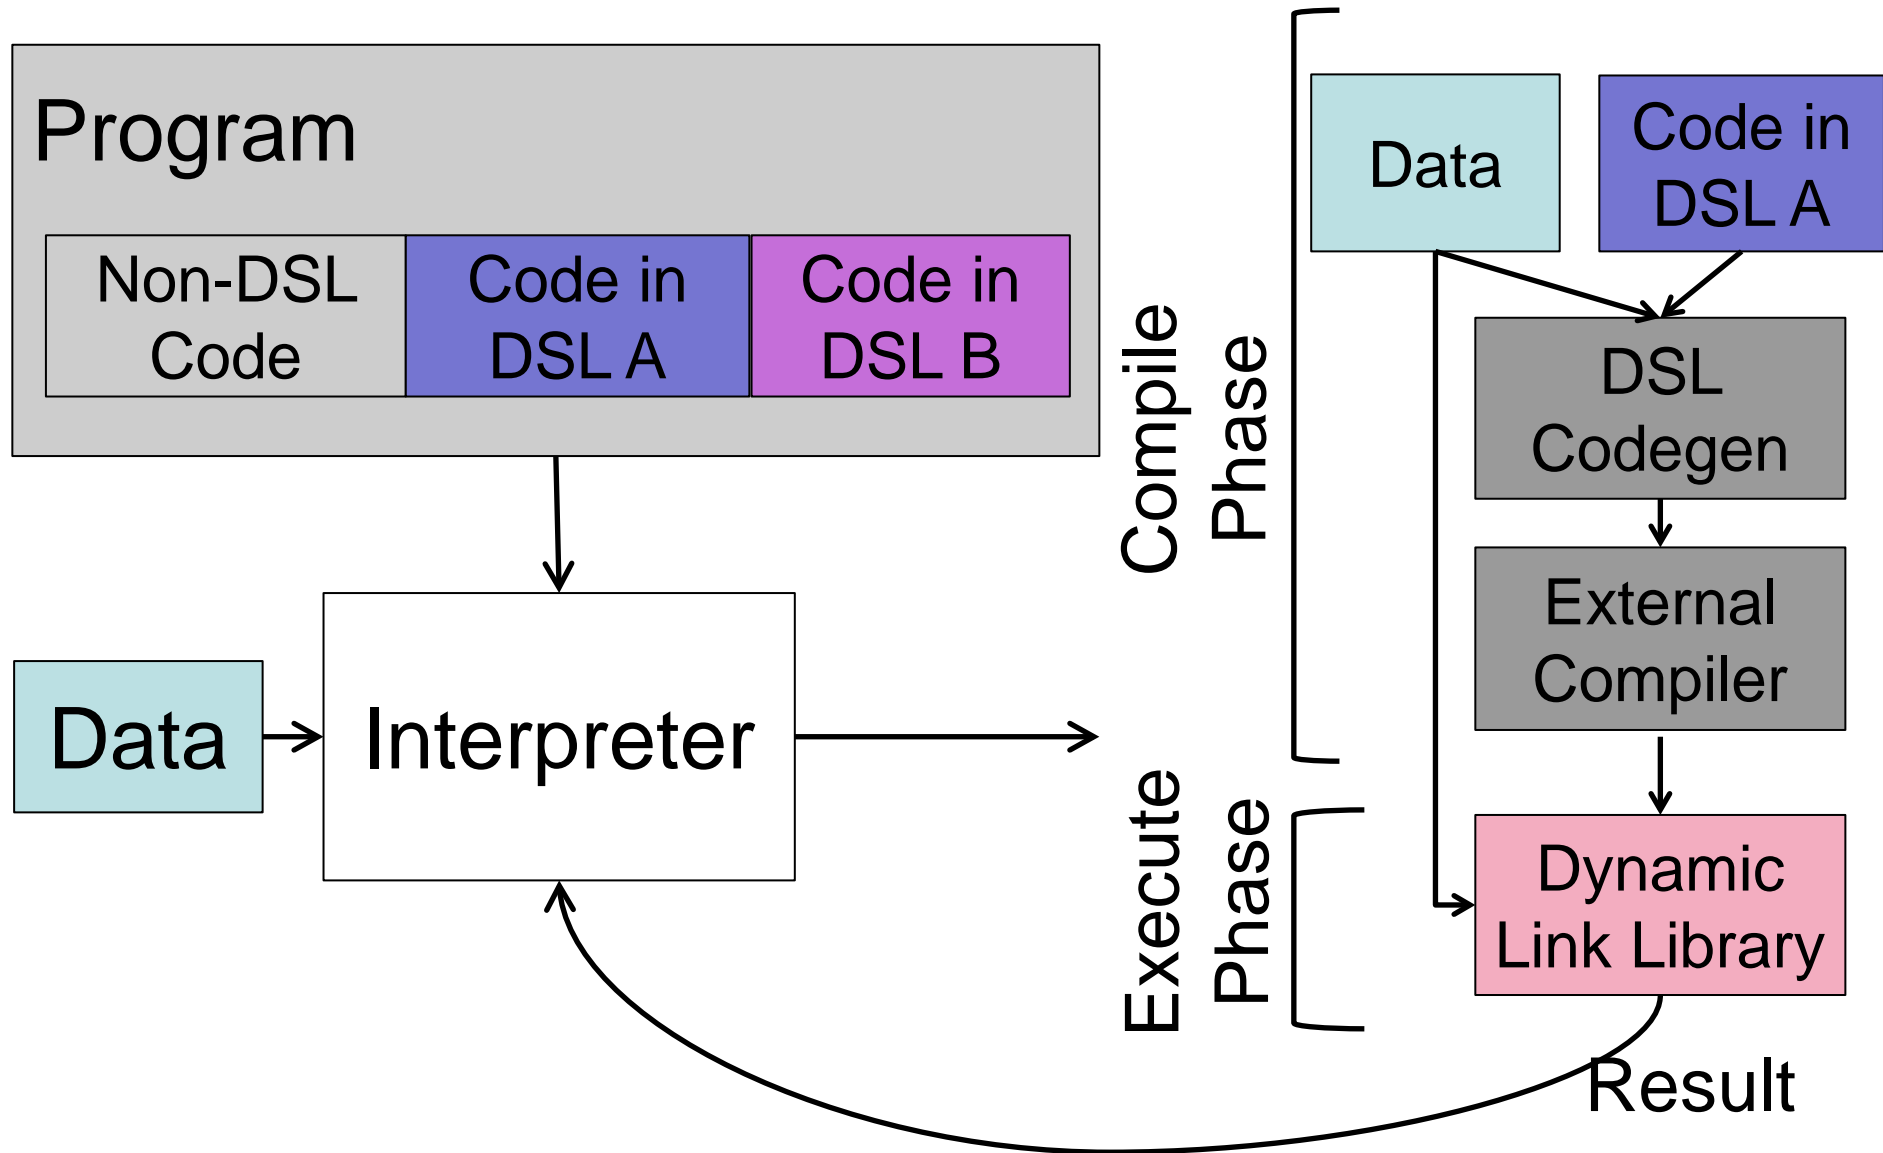 Program
Non-DSL
Code
Code in
DSL A
Code in
DSL B
Data
Interpreter
Compile
Phase
Execute
Phase
Data
Code in
DSL A
DSL
Codegen
External
Compiler
Dynamic
Link Library
Result